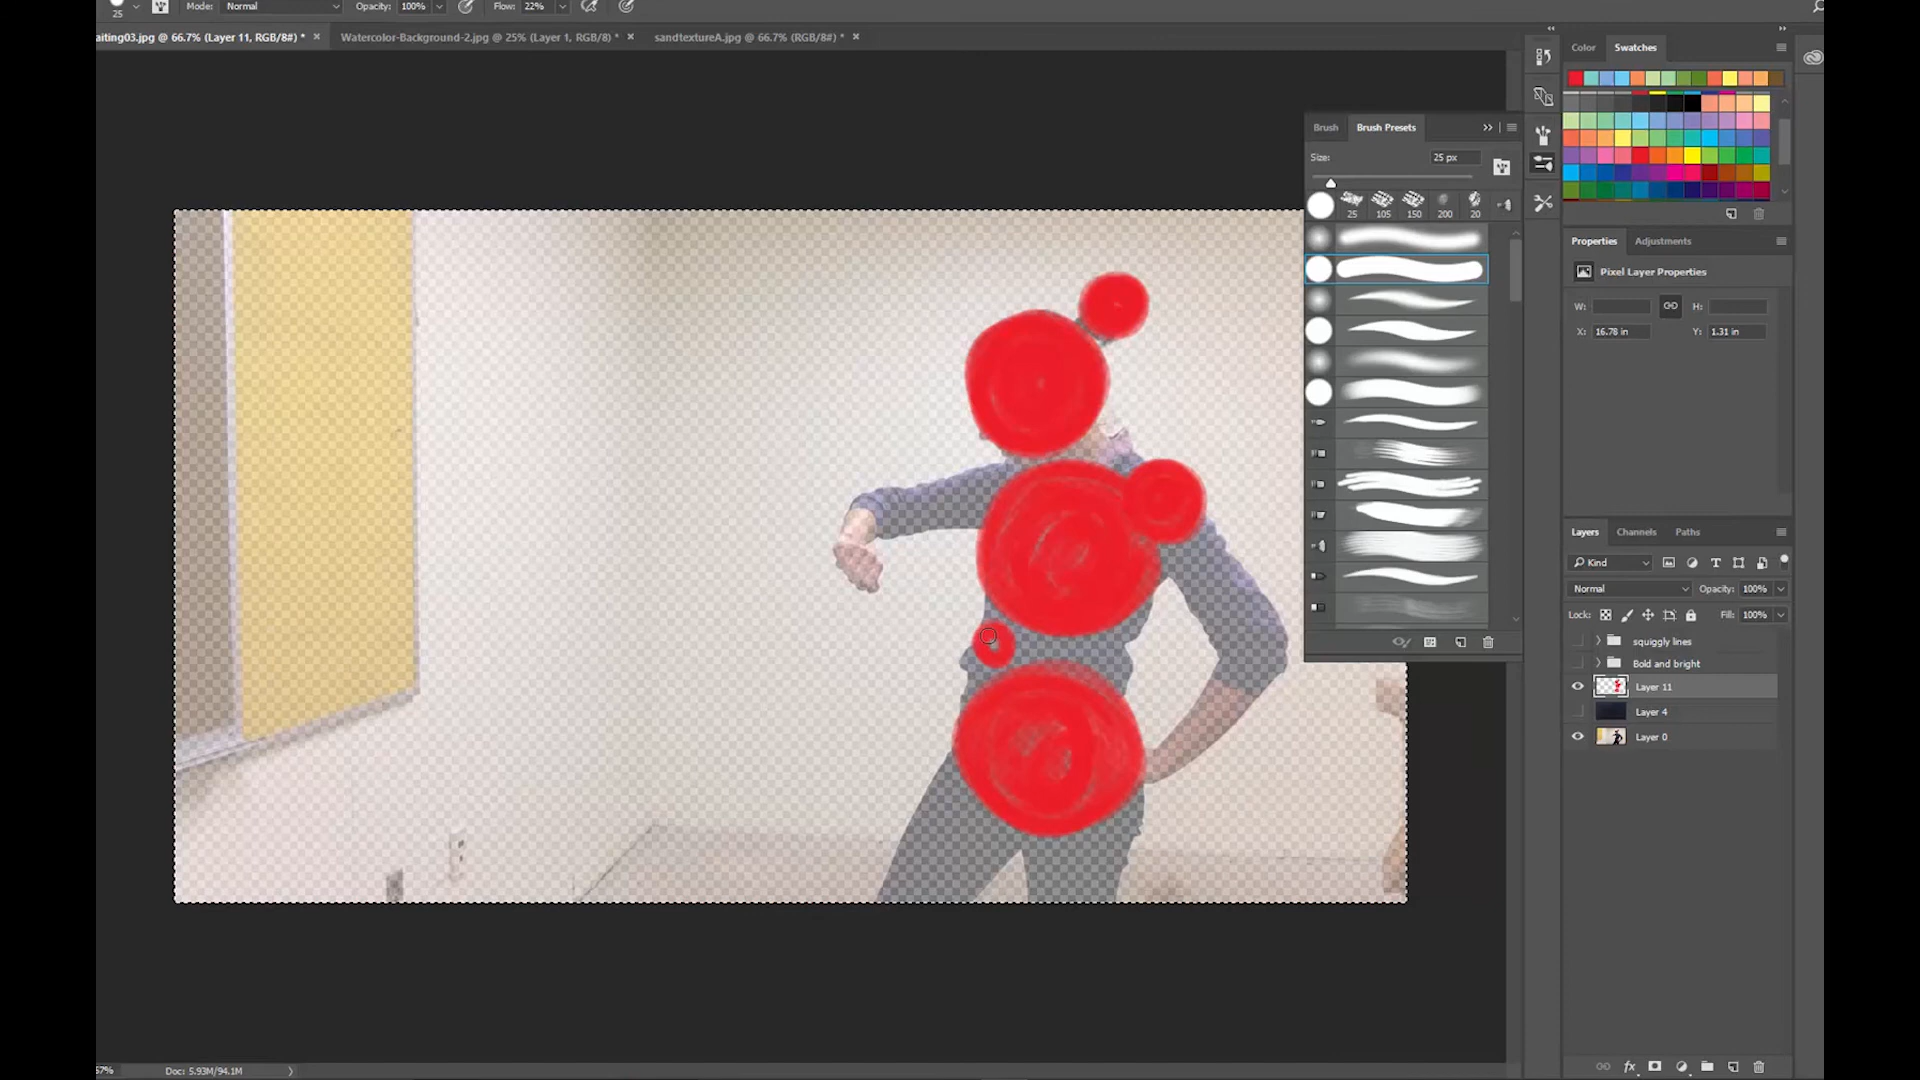 25
Mode: Normal
Opacity: 100%
Flow: 22%
aiting03.jpg @ 66.7% (Layer 11, RGB/8#) *
Watercolor-Background-2.jpg @ 25% (Layer 1, RGB/8) *
sandtextureA.jpg @ 66.7% (RGB/8#) *
Color
Swatches
Brush
Brush Presets
Size:
25 px
25
105
150
200
20
Properties
Adjustments
Pixel Layer Properties
W:
H:
X: 16.78 in
Y: 1.31 in
Layers
Channels
Paths
Kind
Normal
Opacity: 100%
Lock:
Fill: 100%
squiggly lines
Bold and bright
Layer 11
Layer 4
Layer 0
fx
57%
Doc: 5.93M/94.1M